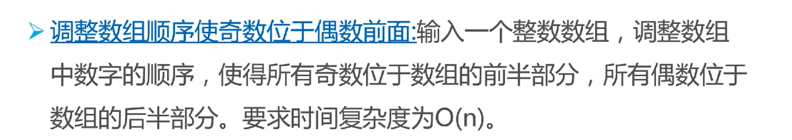 ➢调整数组顺序使奇数位于偶数前面:输入一个整数数组，调整数组
中数字的顺序，使得所有奇数位于数组的前半部分，所有偶数位于
数组的后半部分。要求时间复杂度为O(n)。